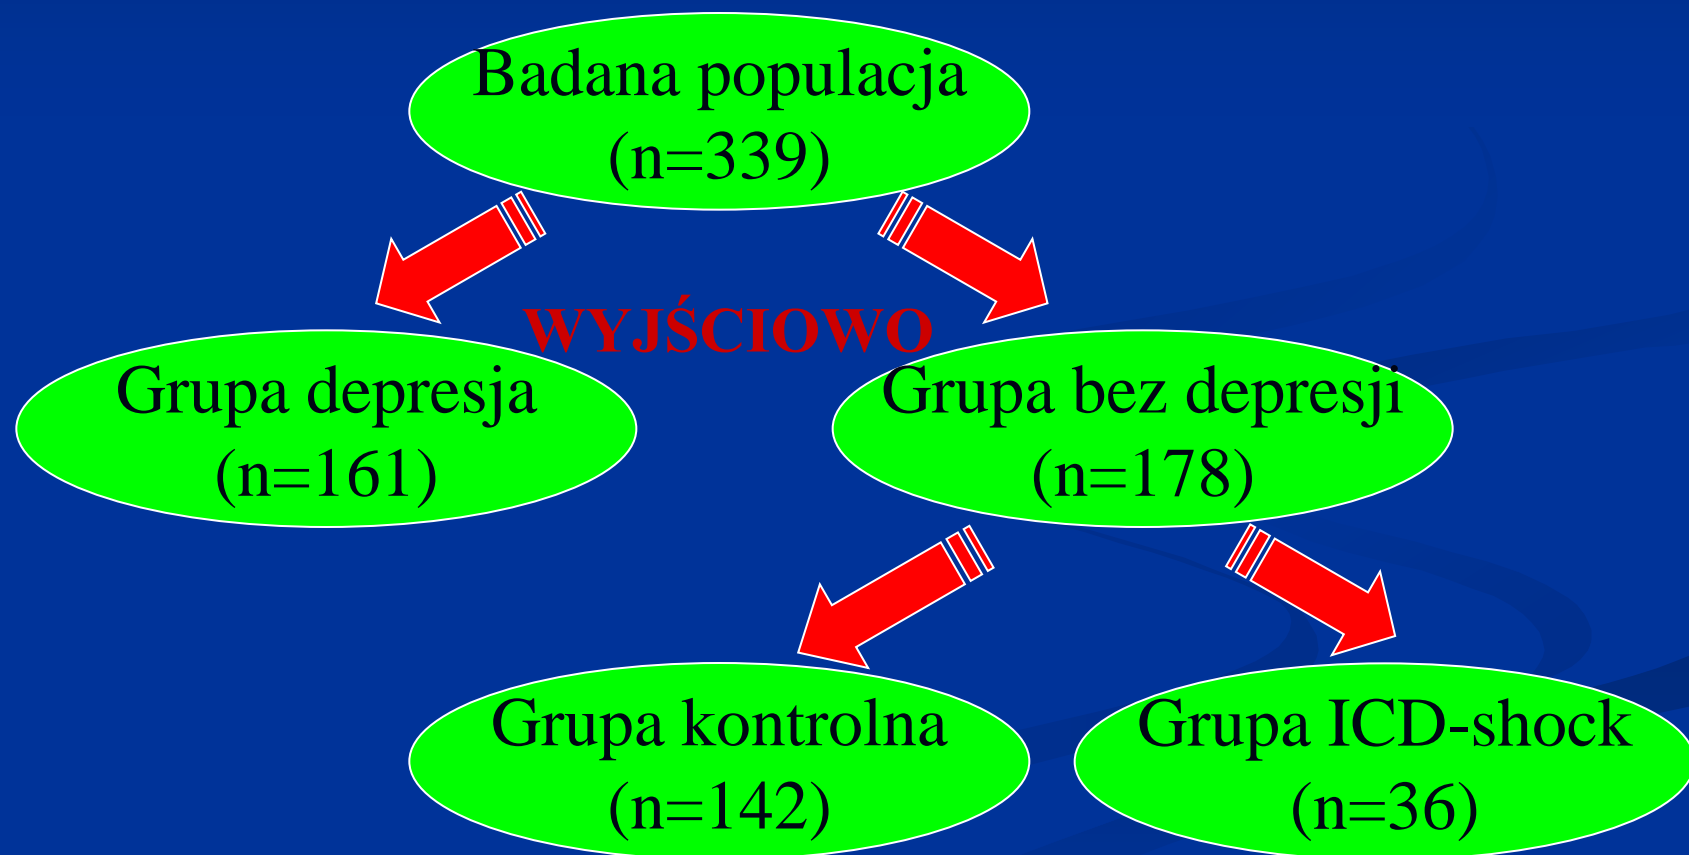 Badana populacja
(n=339)
WYJŚCIOWO
Grupa depresja
(n=161)
Grupa bez depresji
(n=178)
Grupa kontrolna
(n=142)
Grupa ICD-shock
(n=36)